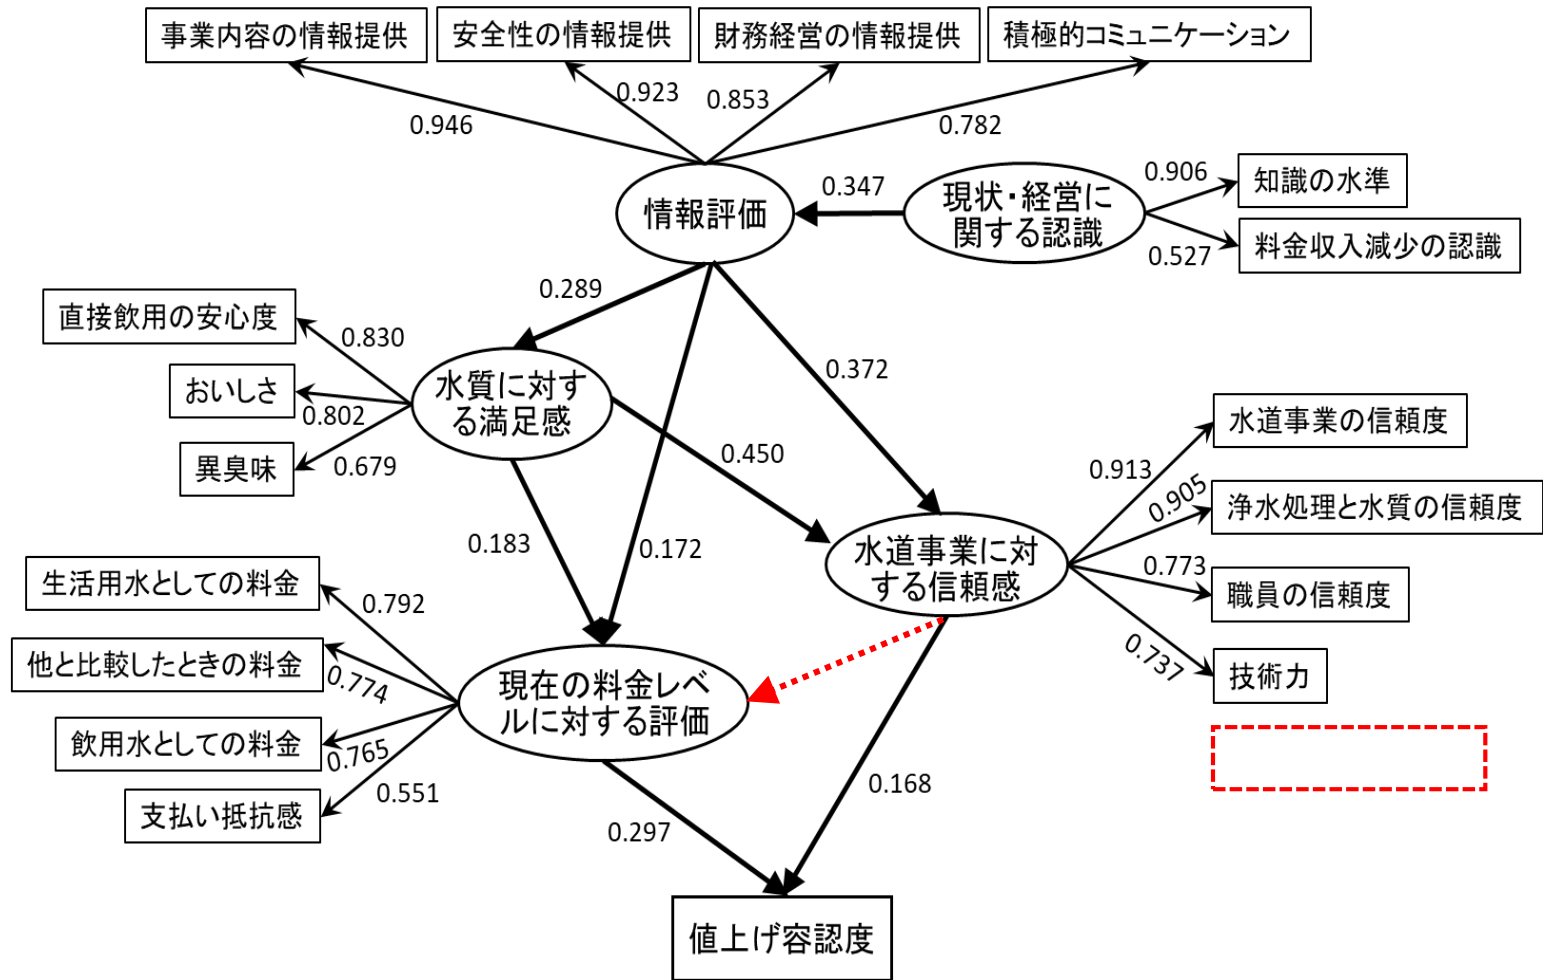 事業内容の情報提供
安全性の情報提供
財務経営の情報提供
積極的コミュニケーション
0.946
0.923
0.853
0.782
情報評価
0.347
現状・経営に
関する認識
0.906
知識の水準
0.527
料金収入減少の認識
0.289
0.172
0.372
直接飲用の安心度
0.830
おいしさ
0.802
異臭味
0.679
水質に対す
る満足感
0.450
0.183
水道事業に対
する信頼感
0.913
水道事業の信頼度
0.905
浄水処理と水質の信頼度
0.773
職員の信頼度
0.737
技術力
生活用水としての料金
0.792
他と比較したときの料金
0.774
飲用水としての料金
0.765
支払い抵抗感
0.551
現在の料金レベ
ルに対する評価
0.297
0.168
値上げ容認度